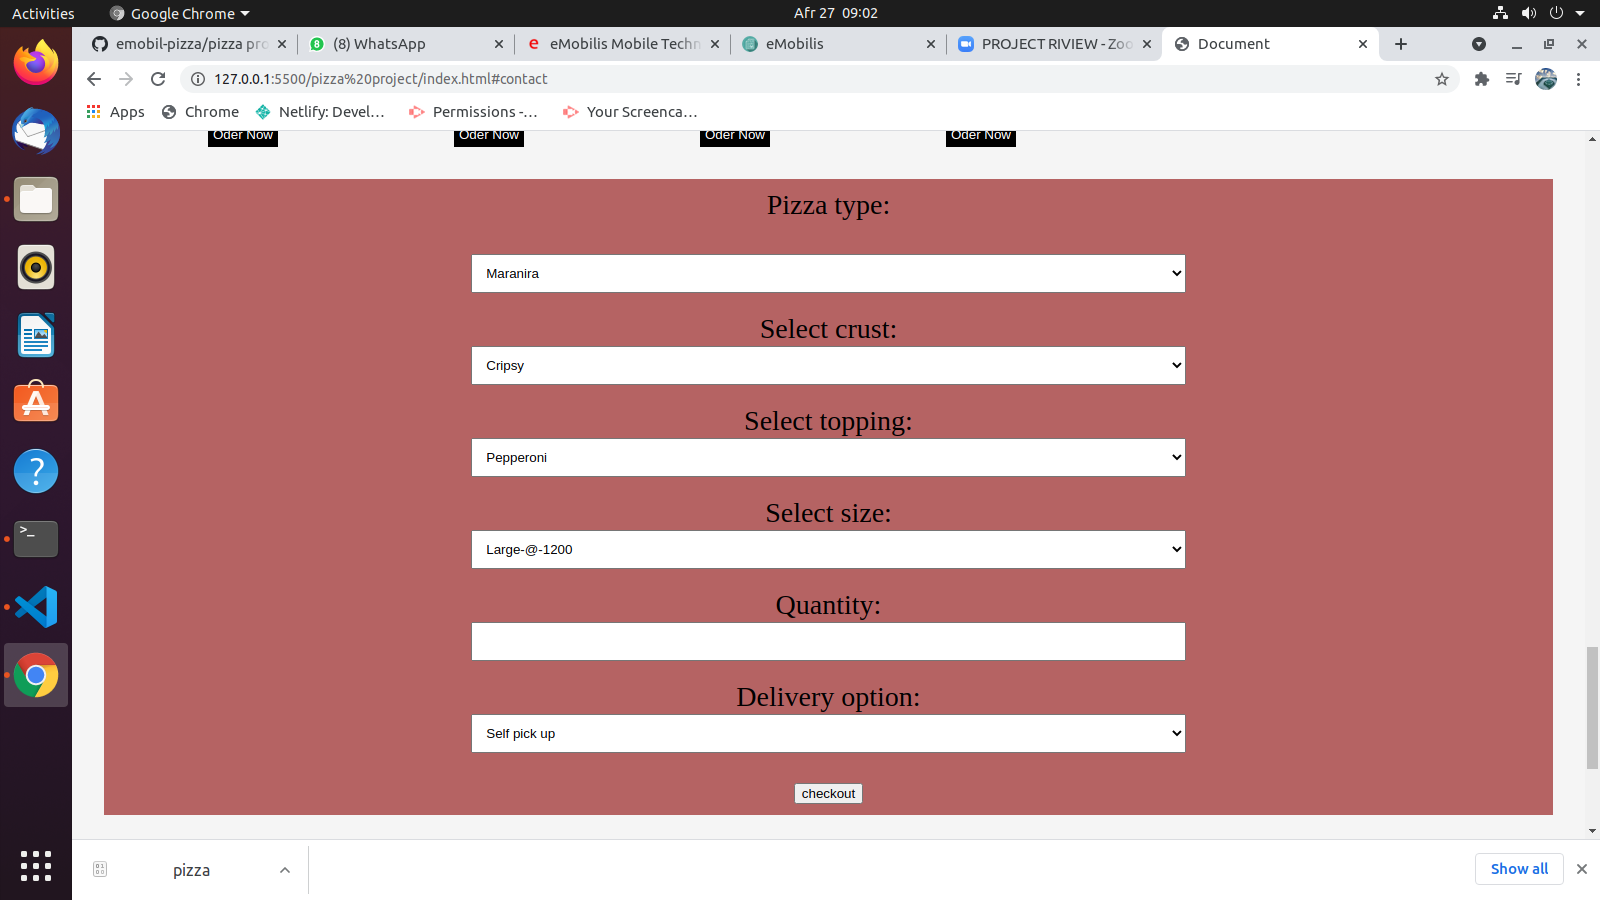 Activities
Google Chrome
Afr 27 09:02
emobil-pizza/pizza pro
(8) WhatsApp
eMobilis Mobile Techn
eMobilis
PROJECT RIVIEW - Zoo
Document
127.0.0.1:5500/pizza%20project/index.html#contact
Apps
Chrome
Netlify: Devel...
Permissions -...
Your Screenca...
Oder Now
Oder Now
Oder Now
Oder Now
Pizza type:
Maranira
Select crust:
Cripsy
Select topping:
Pepperoni
Select size:
Large-@-1200
Quantity:
Delivery option:
Self pick up
checkout
pizza
Show all